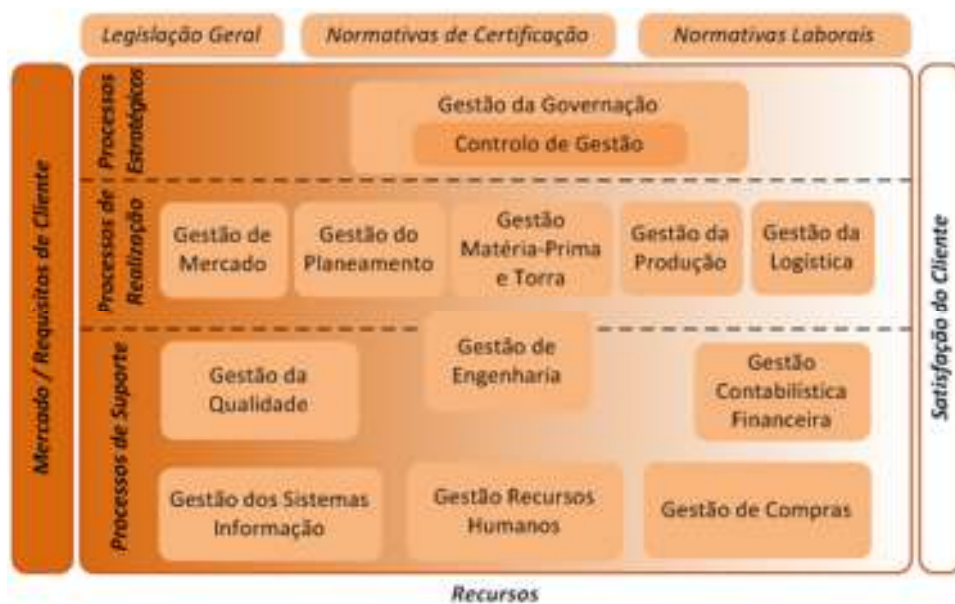 Legislação Geral
Normativas de Certificação
Normativas Laborais
Mercado / Requisitos de Cliente
Processos
Estratégicos
Gestão da Governação
Controlo de Gestão
Processos de
Realização
Gestão de
Mercado
Gestão do
Planeamento
Gestão
Matéria-Prima
e Torra
Gestão da
Produção
Gestão da
Logística
Processos de Suporte
Gestão da
Qualidade
Gestão de
Engenharia
Gestão
Contabilística
Financeira
Gestão dos Sistemas
Informação
Gestão Recursos
Humanos
Gestão de Compras
Satisfação do Cliente
Recursos